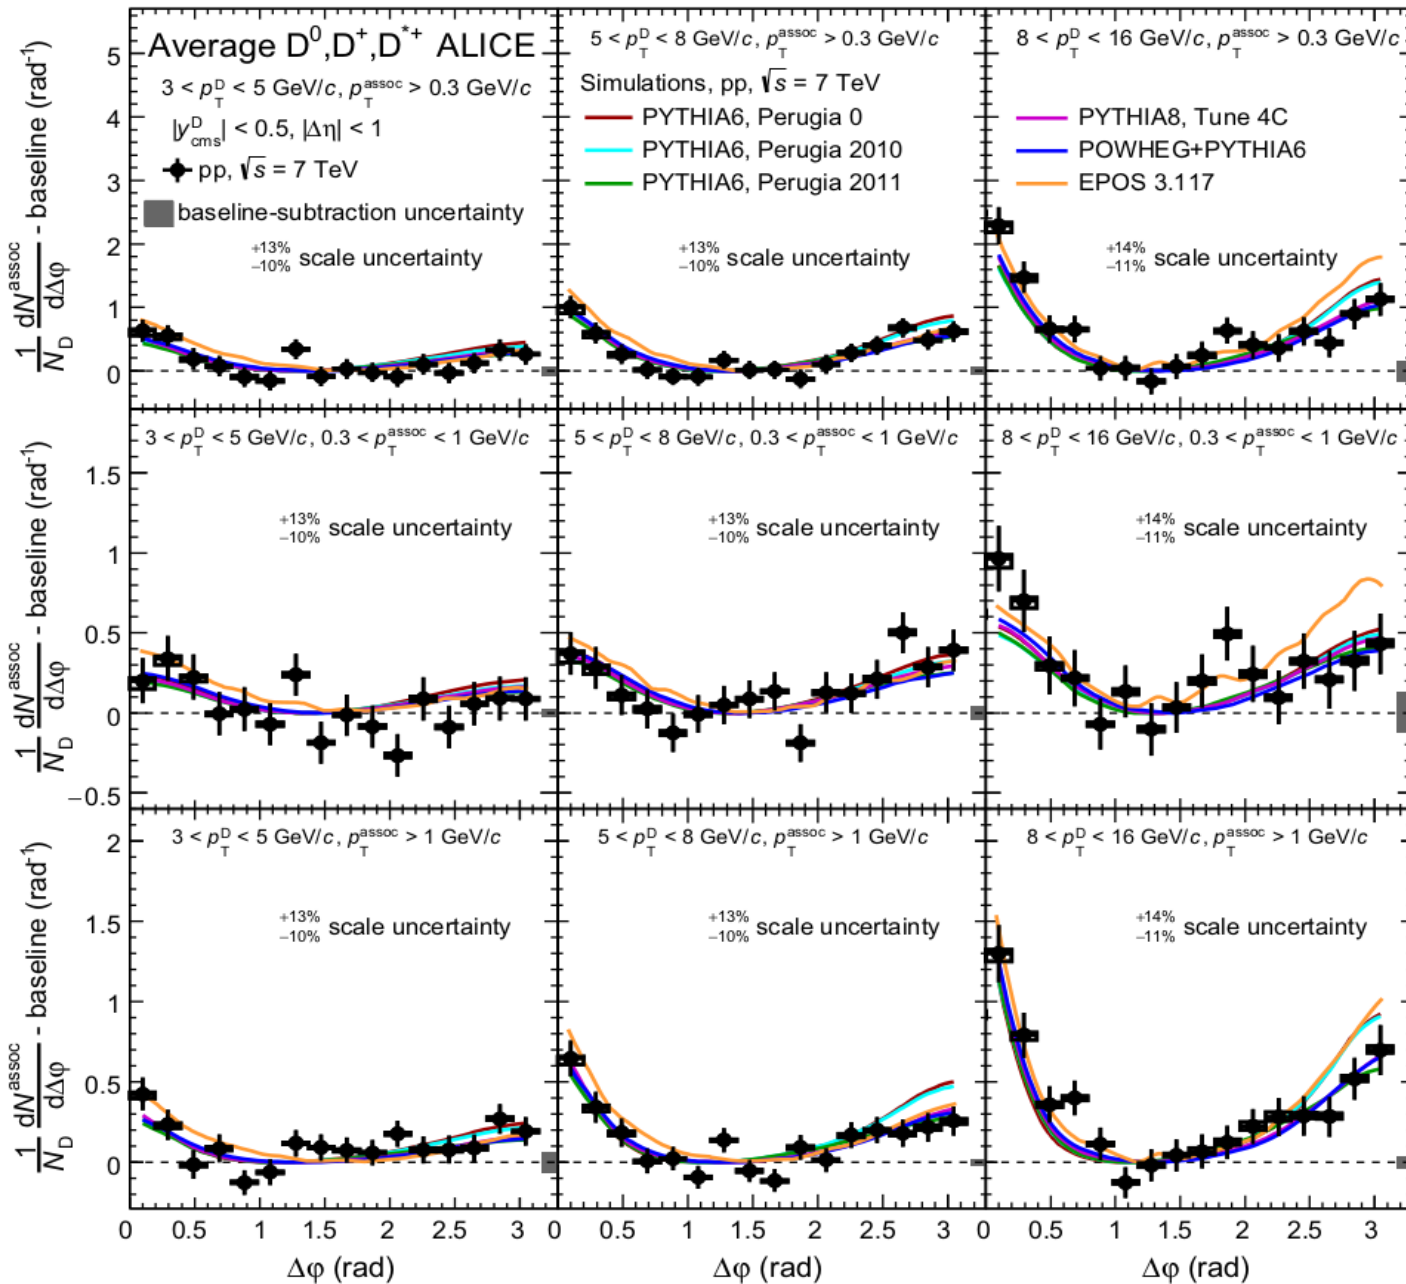 Average D⁰,D⁺,D*⁺ ALICE
3 < p_T^D < 5 GeV/c, p_T^assoc > 0.3 GeV/c
|y_cms^D| < 0.5, |Δη| < 1
pp, √s = 7 TeV
baseline-subtraction uncertainty
+13% −10% scale uncertainty
5 < p_T^D < 8 GeV/c, p_T^assoc > 0.3 GeV/c
Simulations, pp, √s = 7 TeV
PYTHIA6, Perugia 0
PYTHIA6, Perugia 2010
PYTHIA6, Perugia 2011
+13% −10% scale uncertainty
8 < p_T^D < 16 GeV/c, p_T^assoc > 0.3 GeV/c
PYTHIA8, Tune 4C
POWHEG+PYTHIA6
EPOS 3.117
+14% −11% scale uncertainty
1/N_D dN^assoc/dΔφ - baseline (rad⁻¹)
5
4
3
2
1
0
3 < p_T^D < 5 GeV/c, 0.3 < p_T^assoc < 1 GeV/c
+13% −10% scale uncertainty
5 < p_T^D < 8 GeV/c, 0.3 < p_T^assoc < 1 GeV/c
+13% −10% scale uncertainty
8 < p_T^D < 16 GeV/c, 0.3 < p_T^assoc < 1 GeV/c
+14% −11% scale uncertainty
1/N_D dN^assoc/dΔφ - baseline (rad⁻¹)
1.5
1
0.5
0
−0.5
3 < p_T^D < 5 GeV/c, p_T^assoc > 1 GeV/c
+13% −10% scale uncertainty
5 < p_T^D < 8 GeV/c, p_T^assoc > 1 GeV/c
+13% −10% scale uncertainty
8 < p_T^D < 16 GeV/c, p_T^assoc > 1 GeV/c
+14% −11% scale uncertainty
1/N_D dN^assoc/dΔφ - baseline (rad⁻¹)
2
1.5
1
0.5
0
0 0.5 1 1.5 2 2.5 3
0 0.5 1 1.5 2 2.5 3
0 0.5 1 1.5 2 2.5 3
Δφ (rad)
Δφ (rad)
Δφ (rad)